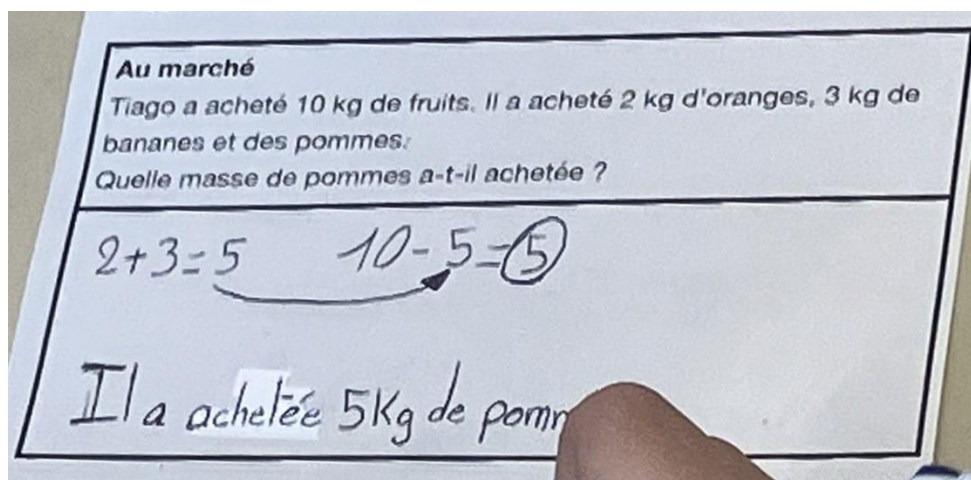 Au marché
Tiago a acheté 10 kg de fruits. Il a acheté 2 kg d'oranges, 3 kg de
bananes et des pommes.
Quelle masse de pommes a-t-il achetée ?
2+3=5 10-5=5
Il a achetée 5Kg de pomm